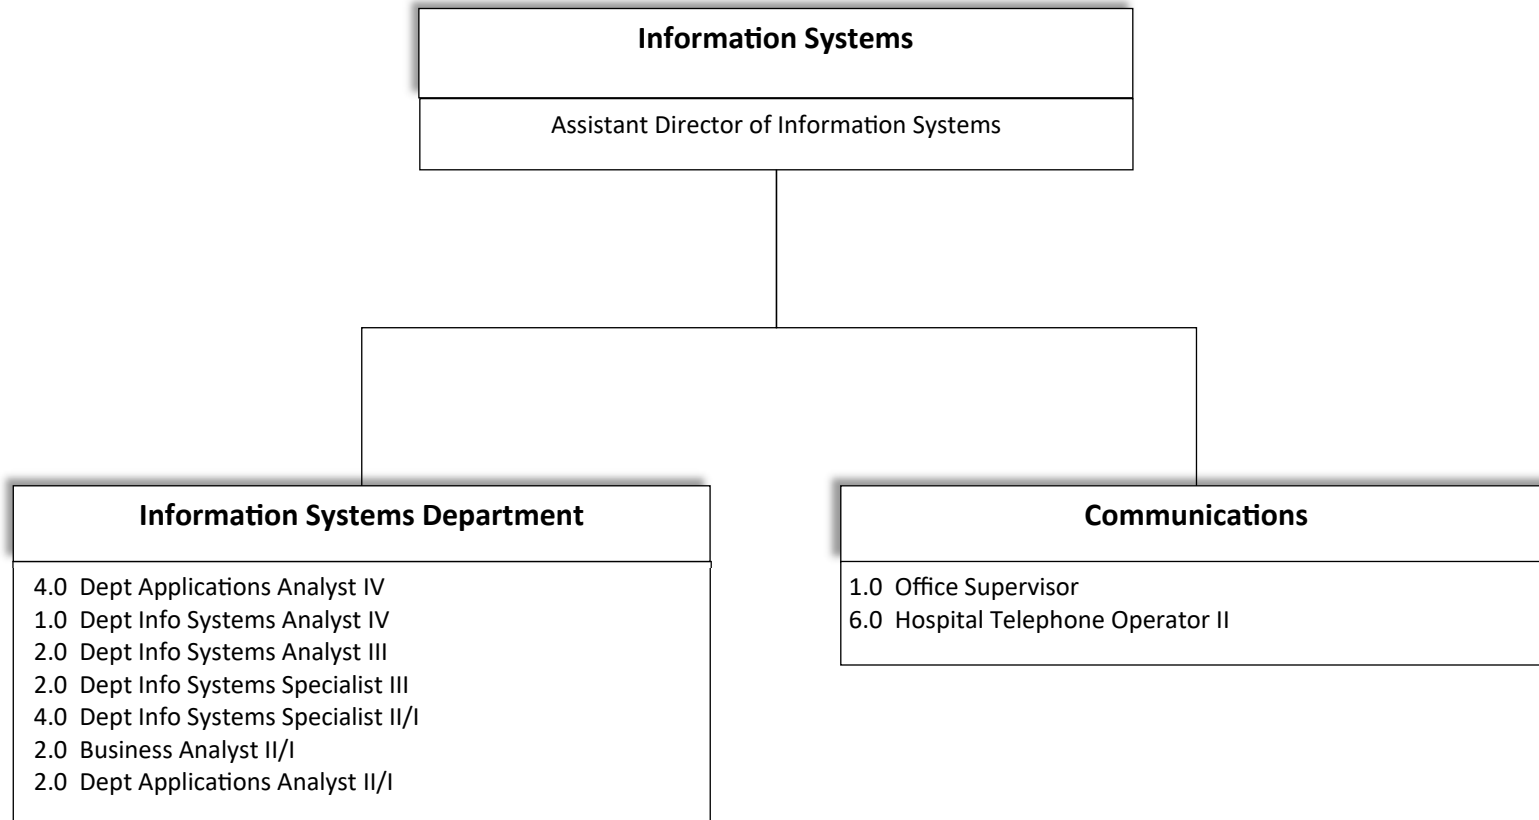 Information Systems
Assistant Director of Information Systems
Information Systems Department
4.0 Dept Applications Analyst IV
1.0 Dept Info Systems Analyst IV
2.0 Dept Info Systems Analyst III
2.0 Dept Info Systems Specialist III
4.0 Dept Info Systems Specialist II/I
2.0 Business Analyst II/I
2.0 Dept Applications Analyst II/I
Communications
1.0 Office Supervisor
6.0 Hospital Telephone Operator II